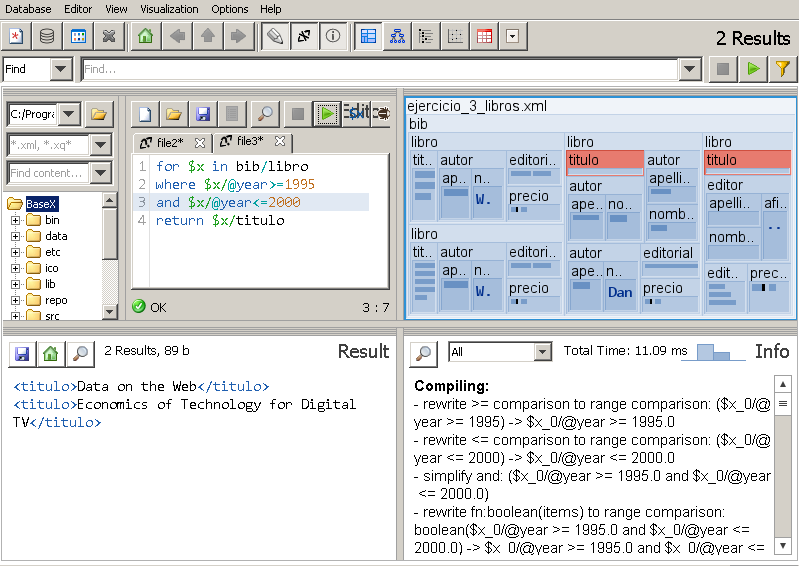 Database Editor View Visualization Options Help
2 Results
Find Find...
C:/Progra
*.xml, *.xq*
Find content...
BaseX
bin
data
etc
ico
lib
repo
src
file2* file3*
1 for $x in bib/libro
2 where $x/@year>=1995
3 and $x/@year<=2000
4 return $x/titulo
OK 3 : 7
ejercicio_3_libros.xml
bib
libro libro libro
tit.. autor editori.. titulo autor titulo
ap... n... apelli... editor
autor
W. precio ape... no... nomb... apelli... afi...
nomb... ..
libro
tit.. autor editori.. autor editorial
ap... n... ape... n... edit... prec...
W. precio Dan precio
2 Results, 89 b Result
<titulo>Data on the Web</titulo>
<titulo>Economics of Technology for Digital
TV</titulo>
All Total Time: 11.09 ms Info
Compiling:
- rewrite >= comparison to range comparison: ($x_0/@
year >= 1995) -> $x_0/@year >= 1995.0
- rewrite <= comparison to range comparison: ($x_0/@
year <= 2000) -> $x_0/@year <= 2000.0
- simplify and: ($x_0/@year >= 1995.0 and $x_0/@year
<= 2000.0)
- rewrite fn:boolean(items) to range comparison:
boolean($x_0/@year >= 1995.0 and $x_0/@year <=
2000.0) -> $x_0/@year >= 1995.0 and $x_0/@year <=